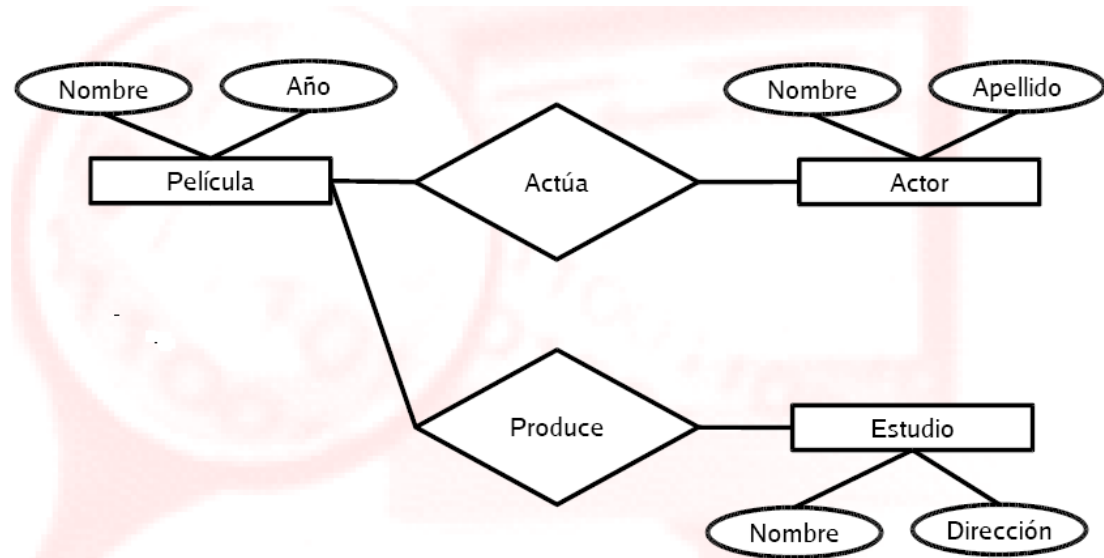 Nombre
Año
Nombre
Apellido
Película
Actúa
Actor
Produce
Estudio
Nombre
Dirección